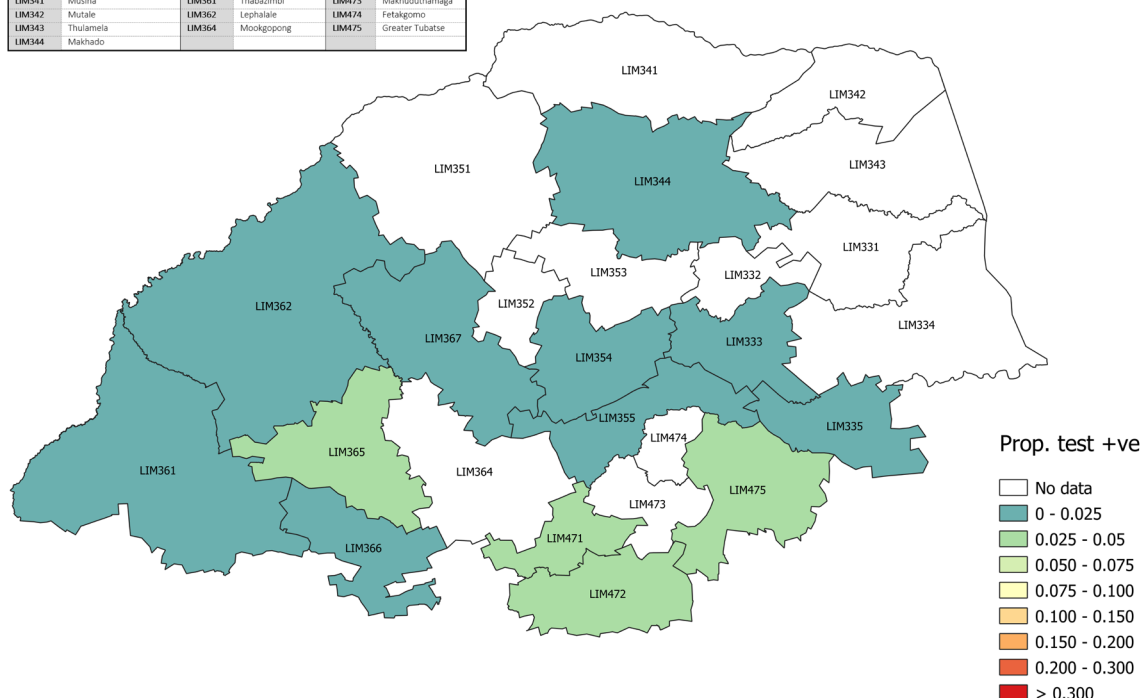 LIM341 Musina LIM361 Thabazimbi LIM473 Makhuduthamaga
LIM342 Mutale LIM362 Lephalale LIM474 Fetakgomo
LIM343 Thulamela LIM364 Mookgopong LIM475 Greater Tubatse
LIM344 Makhado
LIM341
LIM342
LIM351
LIM343
LIM344
LIM331
LIM353
LIM332
LIM352
LIM362
LIM334
LIM367
LIM333
LIM354
LIM355
LIM335
LIM474
LIM365
LIM361
LIM364
LIM475
LIM473
LIM471
LIM366
LIM472
Prop. test +ve
No data
0 - 0.025
0.025 - 0.05
0.050 - 0.075
0.075 - 0.100
0.100 - 0.150
0.150 - 0.200
0.200 - 0.300
> 0.300